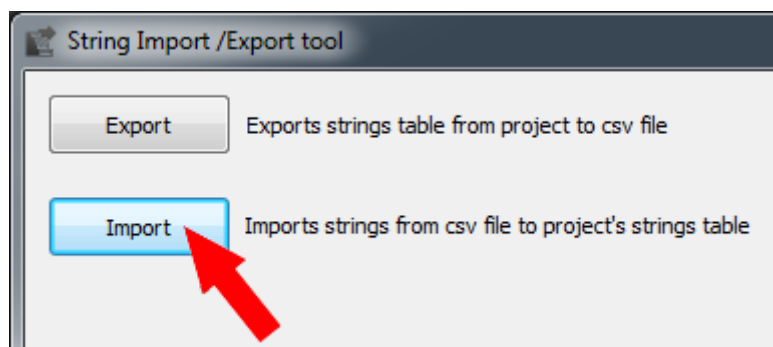 String Import /Export tool
Export Exports strings table from project to csv file
Import Imports strings from csv file to project's strings table